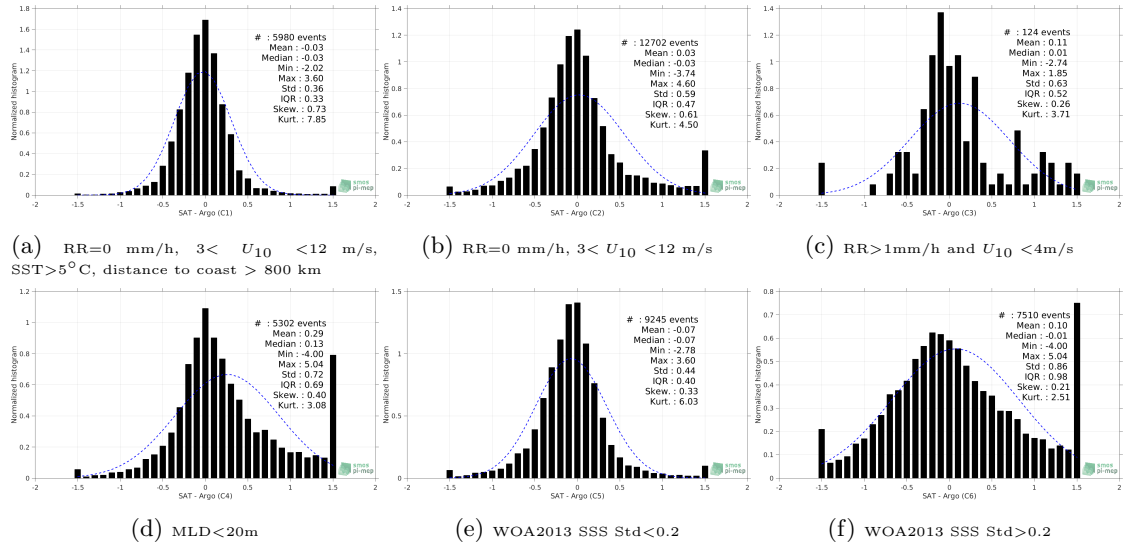 1.8
1.6
1.4
1.2
1
0.8
0.6
0.4
0.2
0
Normalized histogram
-2 -1.5 -1 -0.5 0 0.5 1 1.5 2
SAT - Argo (C1)
# : 5980 events
Mean : -0.03
Median : -0.03
Min : -2.02
Max : 3.60
Std : 0.36
IQR : 0.33
Skew. : 0.73
Kurt. : 7.85
smos
pi-mep
1.4
1.2
1
0.8
0.6
0.4
0.2
0
Normalized histogram
-2 -1.5 -1 -0.5 0 0.5 1 1.5 2
SAT - Argo (C2)
# : 12702 events
Mean : 0.03
Median : -0.03
Min : -3.74
Max : 4.60
Std : 0.59
IQR : 0.47
Skew. : 0.61
Kurt. : 4.50
smos
pi-mep
1.4
1.2
1
0.8
0.6
0.4
0.2
0
Normalized histogram
-2 -1.5 -1 -0.5 0 0.5 1 1.5 2
SAT - Argo (C3)
# : 124 events
Mean : 0.11
Median : 0.01
Min : -2.74
Max : 1.85
Std : 0.63
IQR : 0.52
Skew. : 0.26
Kurt. : 3.71
smos
pi-mep
(a) RR=0 mm/h, 3< U10 <12 m/s,
SST>5°C, distance to coast > 800 km
(b) RR=0 mm/h, 3< U10 <12 m/s
(c) RR>1mm/h and U10 <4m/s
1.2
1
0.8
0.6
0.4
0.2
0
Normalized histogram
-2 -1.5 -1 -0.5 0 0.5 1 1.5 2
SAT - Argo (C4)
# : 5302 events
Mean : 0.29
Median : 0.13
Min : -4.00
Max : 5.04
Std : 0.72
IQR : 0.69
Skew. : 0.40
Kurt. : 3.08
smos
pi-mep
1.5
1
0.5
0
Normalized histogram
-2 -1.5 -1 -0.5 0 0.5 1 1.5 2
SAT - Argo (C5)
# : 9245 events
Mean : -0.07
Median : -0.07
Min : -2.78
Max : 3.60
Std : 0.44
IQR : 0.40
Skew. : 0.33
Kurt. : 6.03
smos
pi-mep
0.8
0.7
0.6
0.5
0.4
0.3
0.2
0.1
0
Normalized histogram
-2 -1.5 -1 -0.5 0 0.5 1 1.5 2
SAT - Argo (C6)
# : 7510 events
Mean : 0.10
Median : -0.01
Min : -4.00
Max : 5.04
Std : 0.86
IQR : 0.98
Skew. : 0.21
Kurt. : 2.51
smos
pi-mep
(d) MLD<20m
(e) WOA2013 SSS Std<0.2
(f) WOA2013 SSS Std>0.2